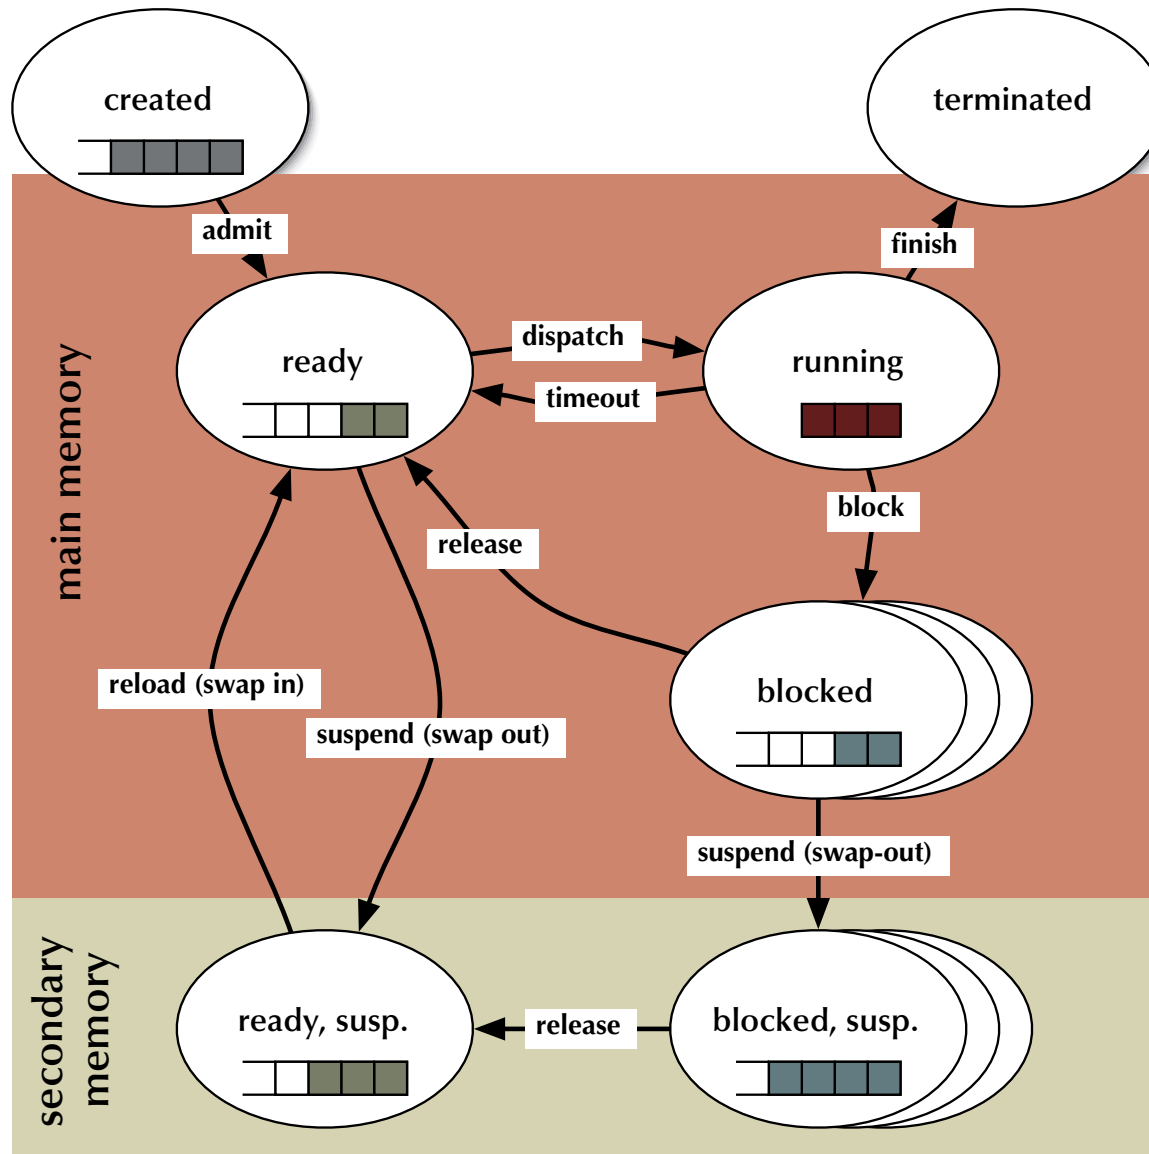 created
terminated
admit
finish
ready
dispatch
running
timeout
main memory
block
release
reload (swap in)
blocked
suspend (swap out)
suspend (swap-out)
secondary
memory
ready, susp.
release
blocked, susp.